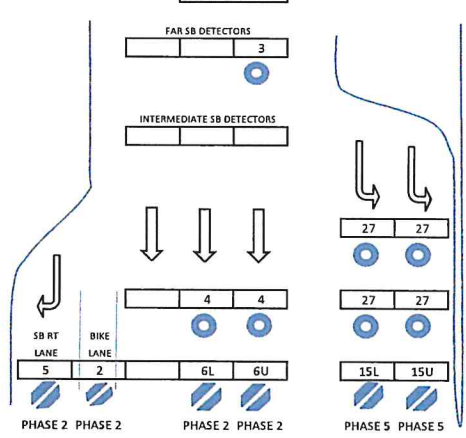 FAR SB DETECTORS
3
INTERMEDIATE SB DETECTORS
27 27
4 4 27 27
SB RT BIKE
LANE LANE
5 2 6L 6U 15L 15U
PHASE 2 PHASE 2 PHASE 2 PHASE 2 PHASE 5 PHASE 5